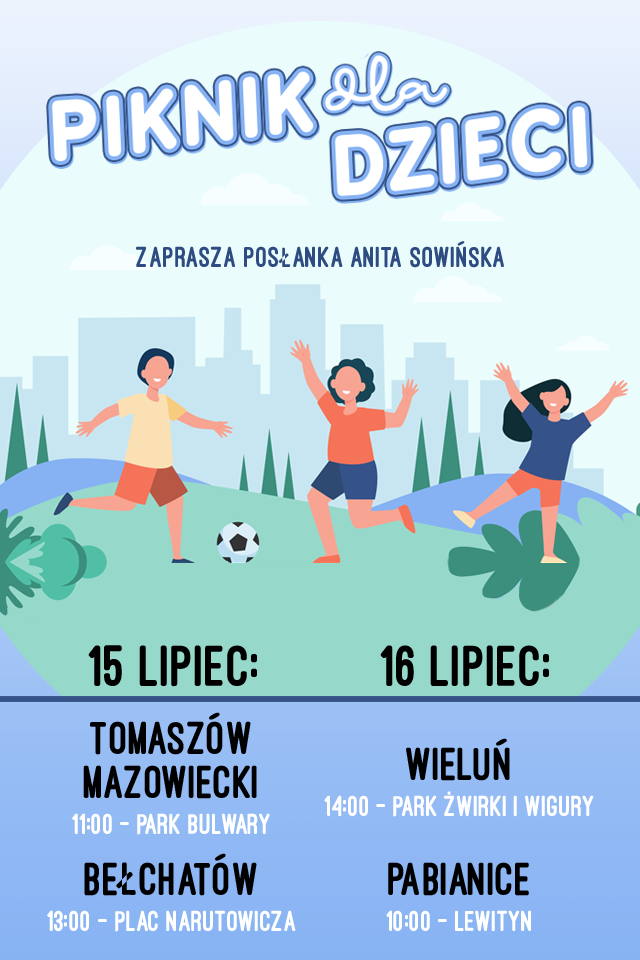 PIKNIK dla
DZIECI
ZAPRASZA POSŁANKA ANITA SOWIŃSKA
15 LIPIEC:
TOMASZÓW
MAZOWIECKI
11:00 - PARK BULWARY
BEŁCHATÓW
13:00 - PLAC NARUTOWICZA
16 LIPIEC:
WIELUŃ
14:00 - PARK ŻWIRKI I WIGURY
PABIANICE
10:00 - LEWITYN